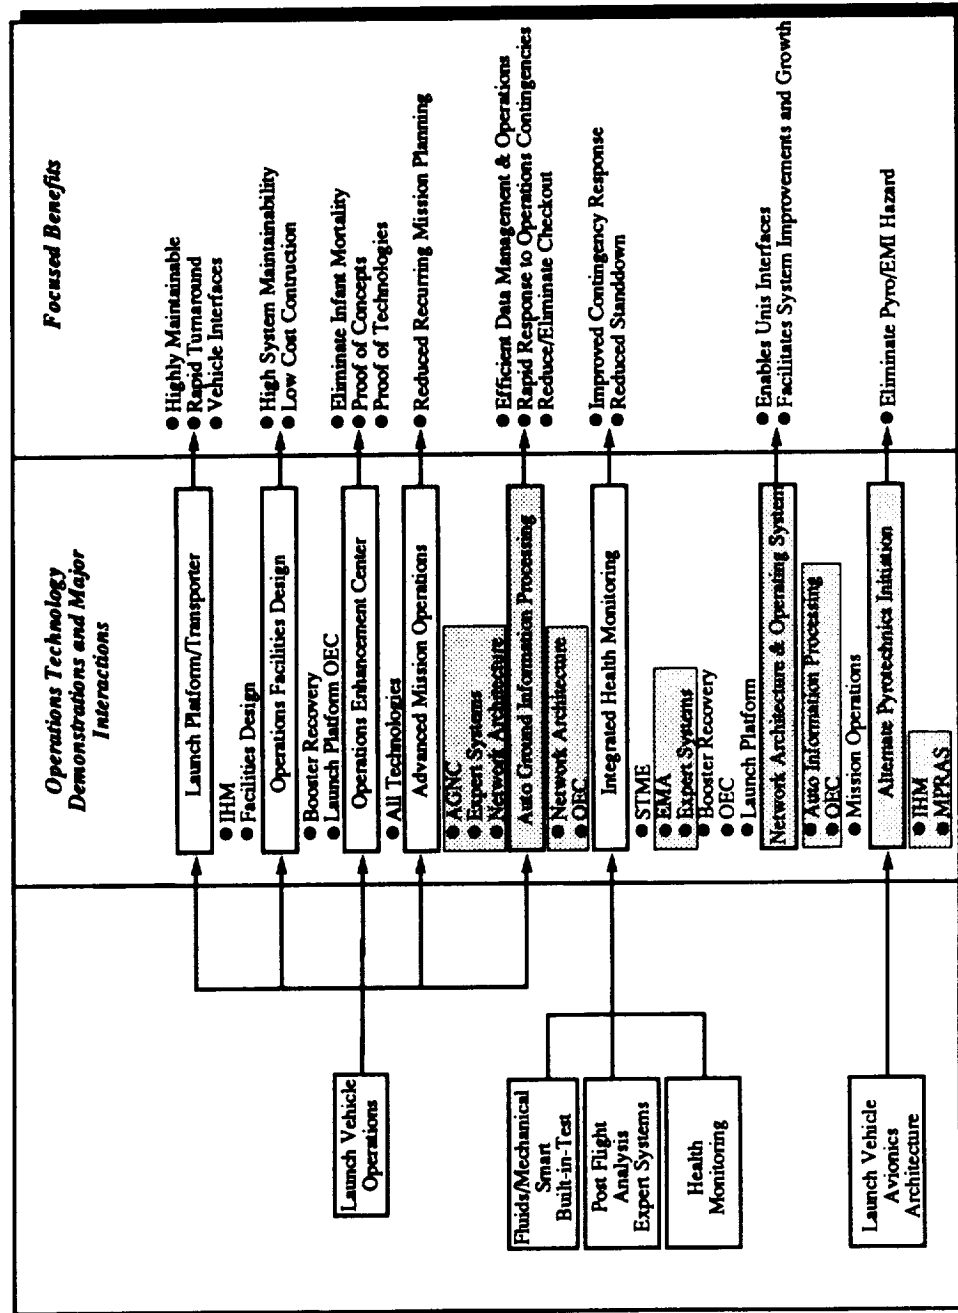 Operations Technology
Demonstrations and Major
Interactions
Focused Benefits
Launch Vehicle
Operations
Fluids/Mechanical
Smart
Built-in-Test
Post Flight
Analysis
Expert Systems
Health
Monitoring
Launch Vehicle
Avionics
Architecture
Launch Platform/Transporter
● IHM
● Facilities Design
Operations Facilities Design
● Booster Recovery
● Launch Platform OEC
Operations Enhancement Center
● All Technologies
Advanced Mission Operations
● AGNC
● Expert Systems
● Network Architecture
Auto Ground Information Processing
● Network Architecture
● OEC
Integrated Health Monitoring
● STME
● EMA
● Expert Systems
● Booster Recovery
● OEC
● Launch Platform
Network Architecture & Operating System
● Auto Information Processing
● OEC
● Mission Operations
Alternate Pyrotechnics Initiation
● IHM
● MPRAS
● Highly Maintainable
● Rapid Turnaround
● Vehicle Interfaces
● High System Maintainability
● Low Cost Contruction
● Eliminate Infant Mortality
● Proof of Concepts
● Proof of Technologies
● Reduced Recurring Mission Planning
● Efficient Data Management & Operations
● Rapid Response to Operations Contingencies
● Reduce/Eliminate Checkout
● Improved Contingency Response
● Reduced Standdown
● Enables Unis Interfaces
● Facilitates System Improvements and Growth
● Eliminate Pyro/EMI Hazard